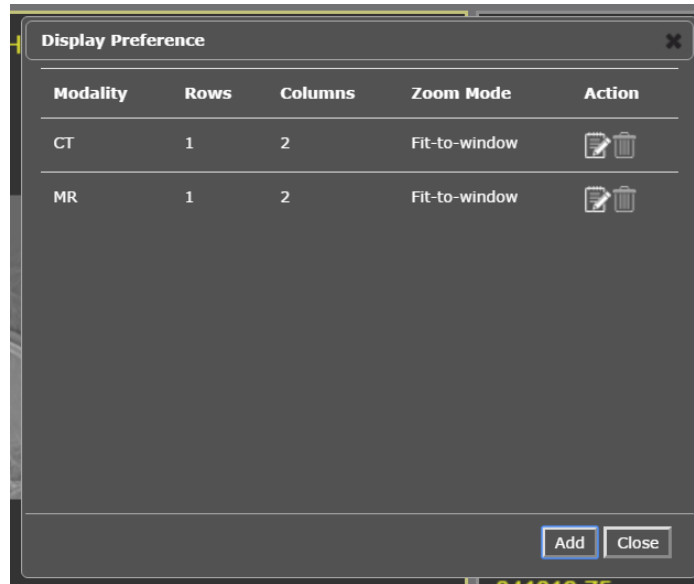 Display Preference
Modality Rows Columns Zoom Mode Action
CT 1 2 Fit-to-window
MR 1 2 Fit-to-window
Add Close